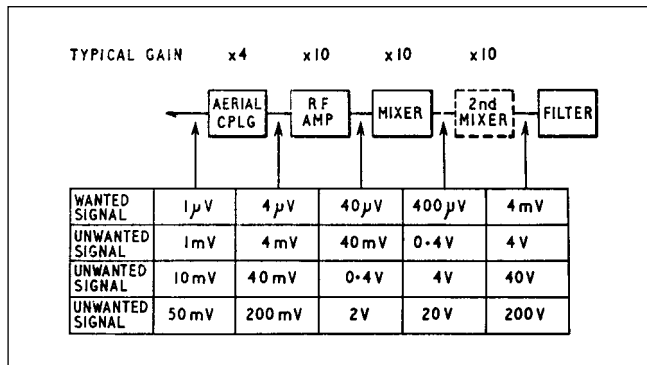 TYPICAL GAIN x4 x10 x10 x10
AERIAL CPLG
RF AMP
MIXER
2nd MIXER
FILTER
WANTED SIGNAL 1µV 4µV 40µV 400µV 4mV
UNWANTED SIGNAL 1mV 4mV 40mV 0·4V 4V
UNWANTED SIGNAL 10mV 40mV 0·4V 4V 40V
UNWANTED SIGNAL 50mV 200mV 2V 20V 200V